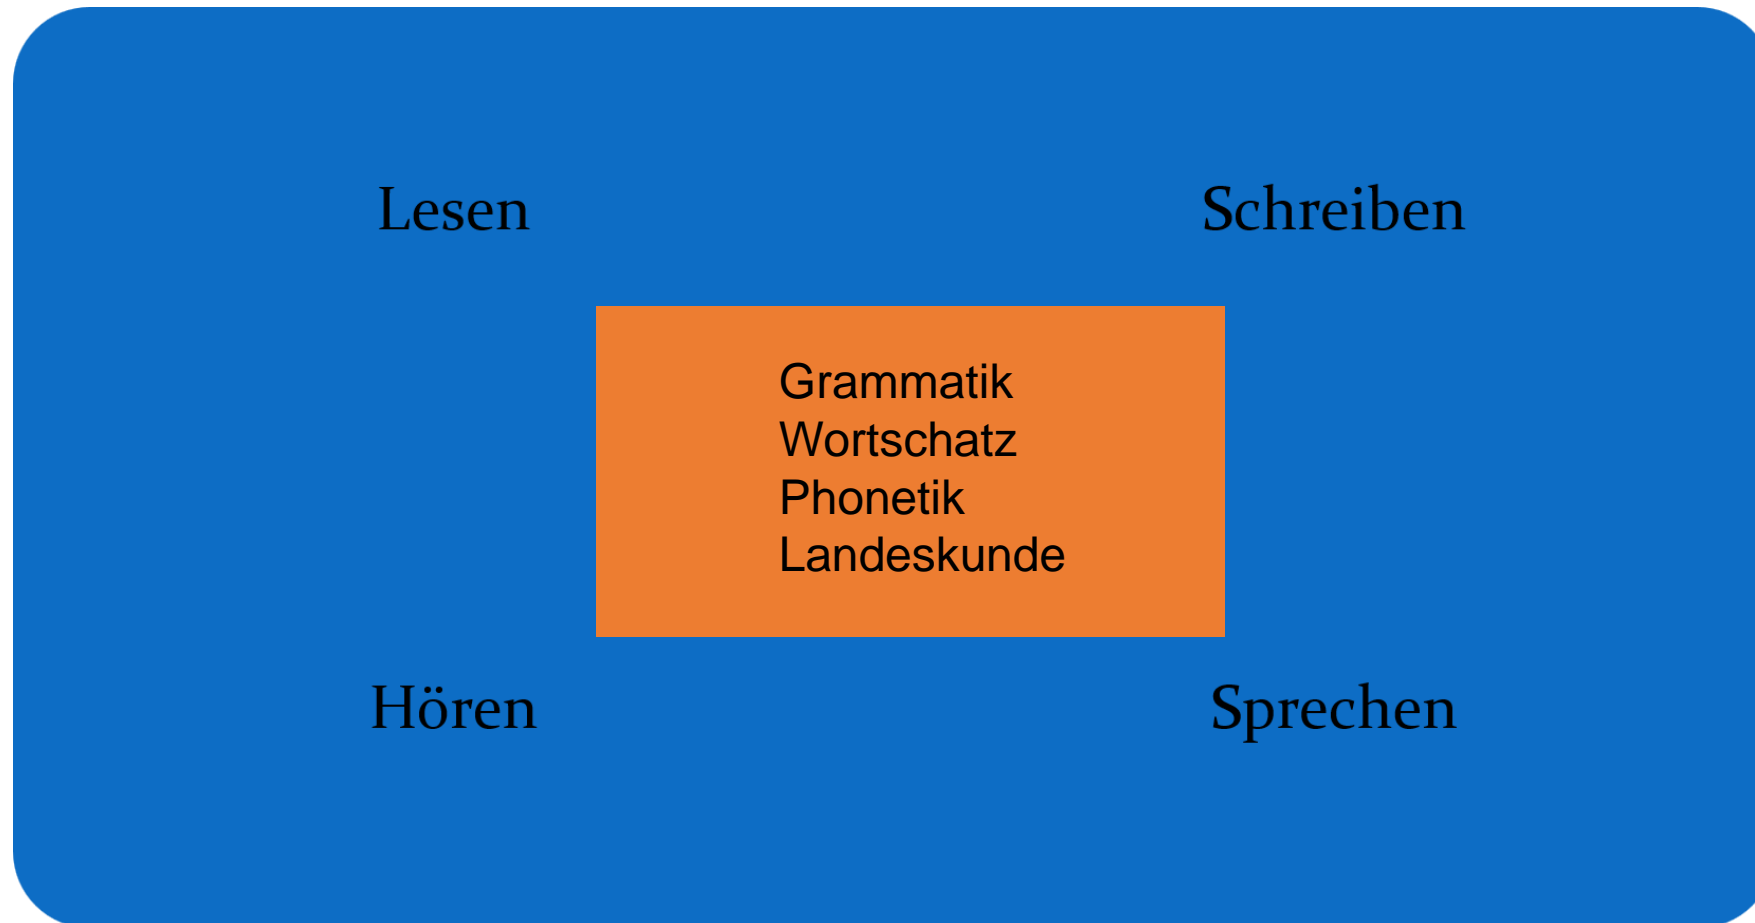 Lesen
Schreiben
Grammatik
Wortschatz
Phonetik
Landeskunde
Hören
Sprechen